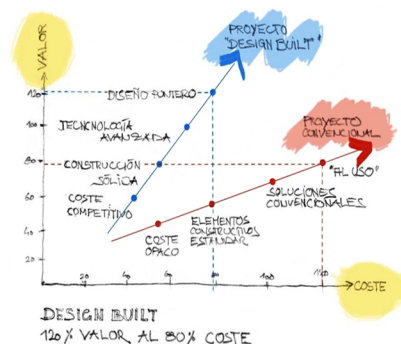 VALOR
PROYECTO
"DESIGN BUILT"
DISEÑO PUNTERO
TECNOLOGÍA
AVANZADA
CONSTRUCCIÓN
SÓLIDA
COSTE
COMPETITIVO
PROYECTO
CONVENCIONAL
"AL USO"
SOLUCIONES
CONVENCIONALES
ELEMENTOS
CONSTRUCTIVOS
ESTANDAR
COSTE
OPACO
120
100
80
60
40
20
20
40
60
80
100
COSTE
DESIGN BUILT
120% VALOR AL 80% COSTE